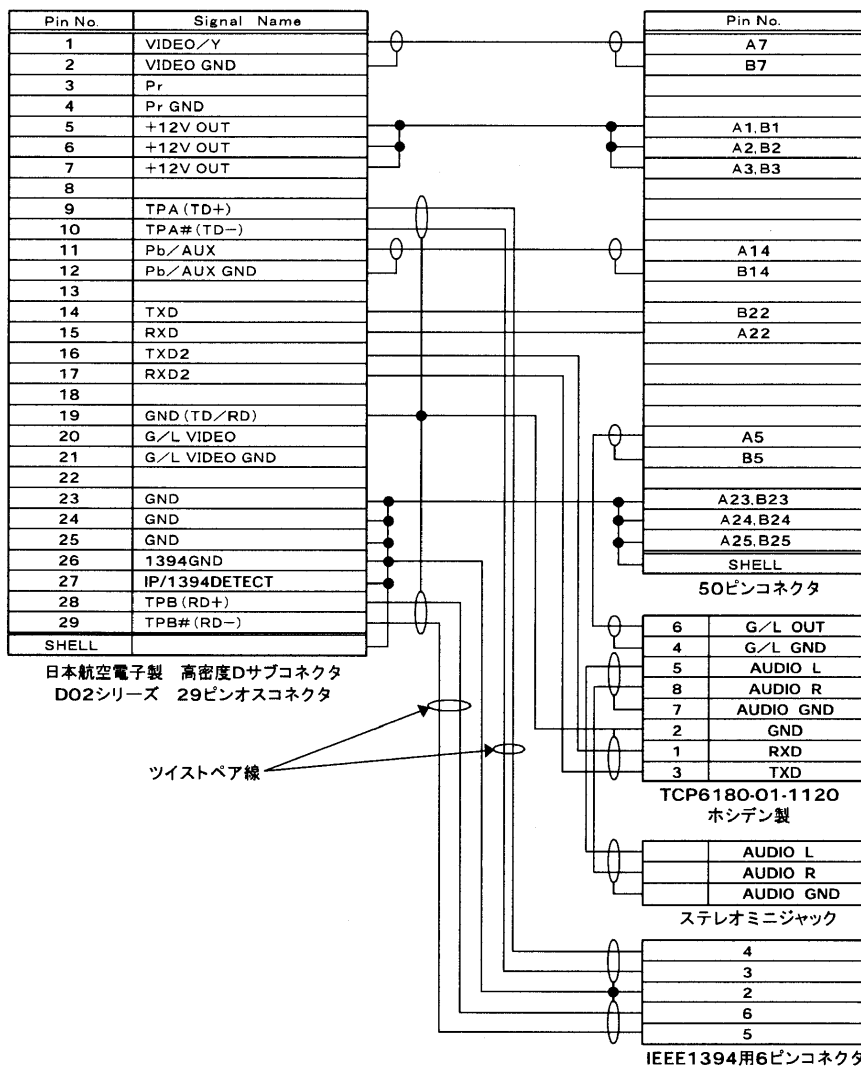 Pin No. Signal Name
1 VIDEO/Y
2 VIDEO GND
3 Pr
4 Pr GND
5 +12V OUT
6 +12V OUT
7 +12V OUT
8
9 TPA(TD+)
10 TPA#(TD-)
11 Pb/AUX
12 Pb/AUX GND
13
14 TXD
15 RXD
16 TXD2
17 RXD2
18
19 GND(TD/RD)
20 G/L VIDEO
21 G/L VIDEO GND
22
23 GND
24 GND
25 GND
26 1394GND
27 IP/1394DETECT
28 TPB(RD+)
29 TPB#(RD-)
SHELL
日本航空電子製 高密度Dサブコネクタ
D02シリーズ 29ピンオスコネクタ
ツイストペア線
Pin No.
A7
B7
A1,B1
A2,B2
A3,B3
A14
B14
B22
A22
A5
B5
A23,B23
A24,B24
A25,B25
SHELL
50ピンコネクタ
6 G/L OUT
4 G/L GND
5 AUDIO L
8 AUDIO R
7 AUDIO GND
2 GND
1 RXD
3 TXD
TCP6180-01-1120
ホシデン製
AUDIO L
AUDIO R
AUDIO GND
ステレオミニジャック
4
3
2
6
5
IEEE1394用6ピンコネクタ